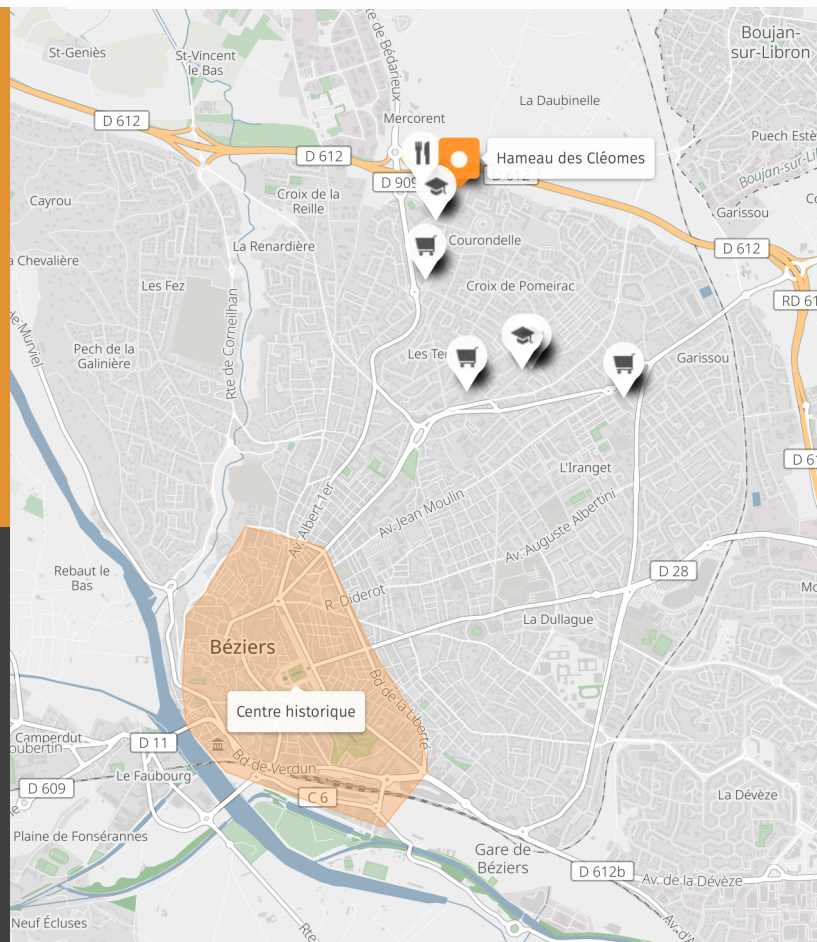 Boujan-
sur-Libron
St-Geniès
St-Vincent
le Bas
te de Bédarieux
La Daubinelle
D 612
Mercorent
Puech Estè
D 612
Hameau des Cléomes
D 612
D 909
Boujan-sur-Li
Cayrou
Croix de la
Reille
Garissou
La Renardière
Courondelle
D 612
a Chevalière
Les Fez
Croix de Pomeirac
RD 61
de Murviel
Rte de Corneilhan
Pech de la
Galinière
Les Te
Garissou
D 61
L'Iranget
Av. Albert-1er
Av. Jean Moulin
Av. Auguste Albertini
Rebaut le
Bas
D 28
R. Diderot
La Dullague
Béziers
Bd de la Liberté
Centre historique
Camperdut
oubertin
D 11
Bd de Verdun
Le Faubourg
D 609
C 6
La Dévèze
Plaine de Fonsérannes
Gare de
Béziers
D 612b
Av. de la Dévèze
Neuf Écluses
Rte
Av. d'A